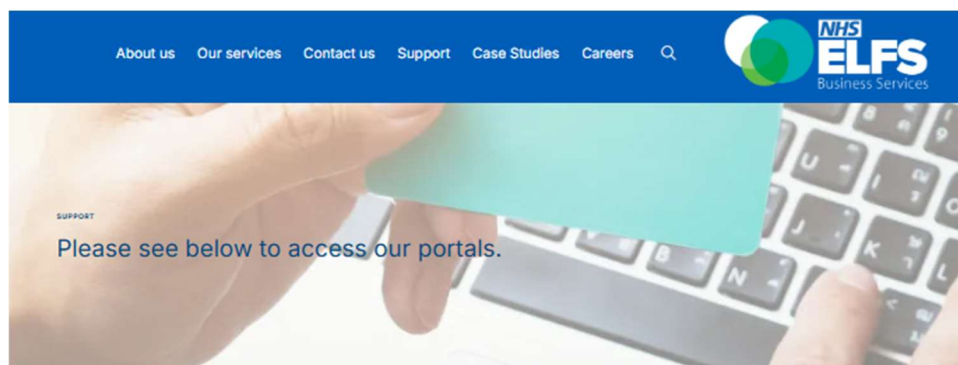 About us Our services Contact us Support Case Studies Careers
NHS
ELFS
Business Services
SUPPORT
Please see below to access our portals.
U
I
J
K
L
B
N